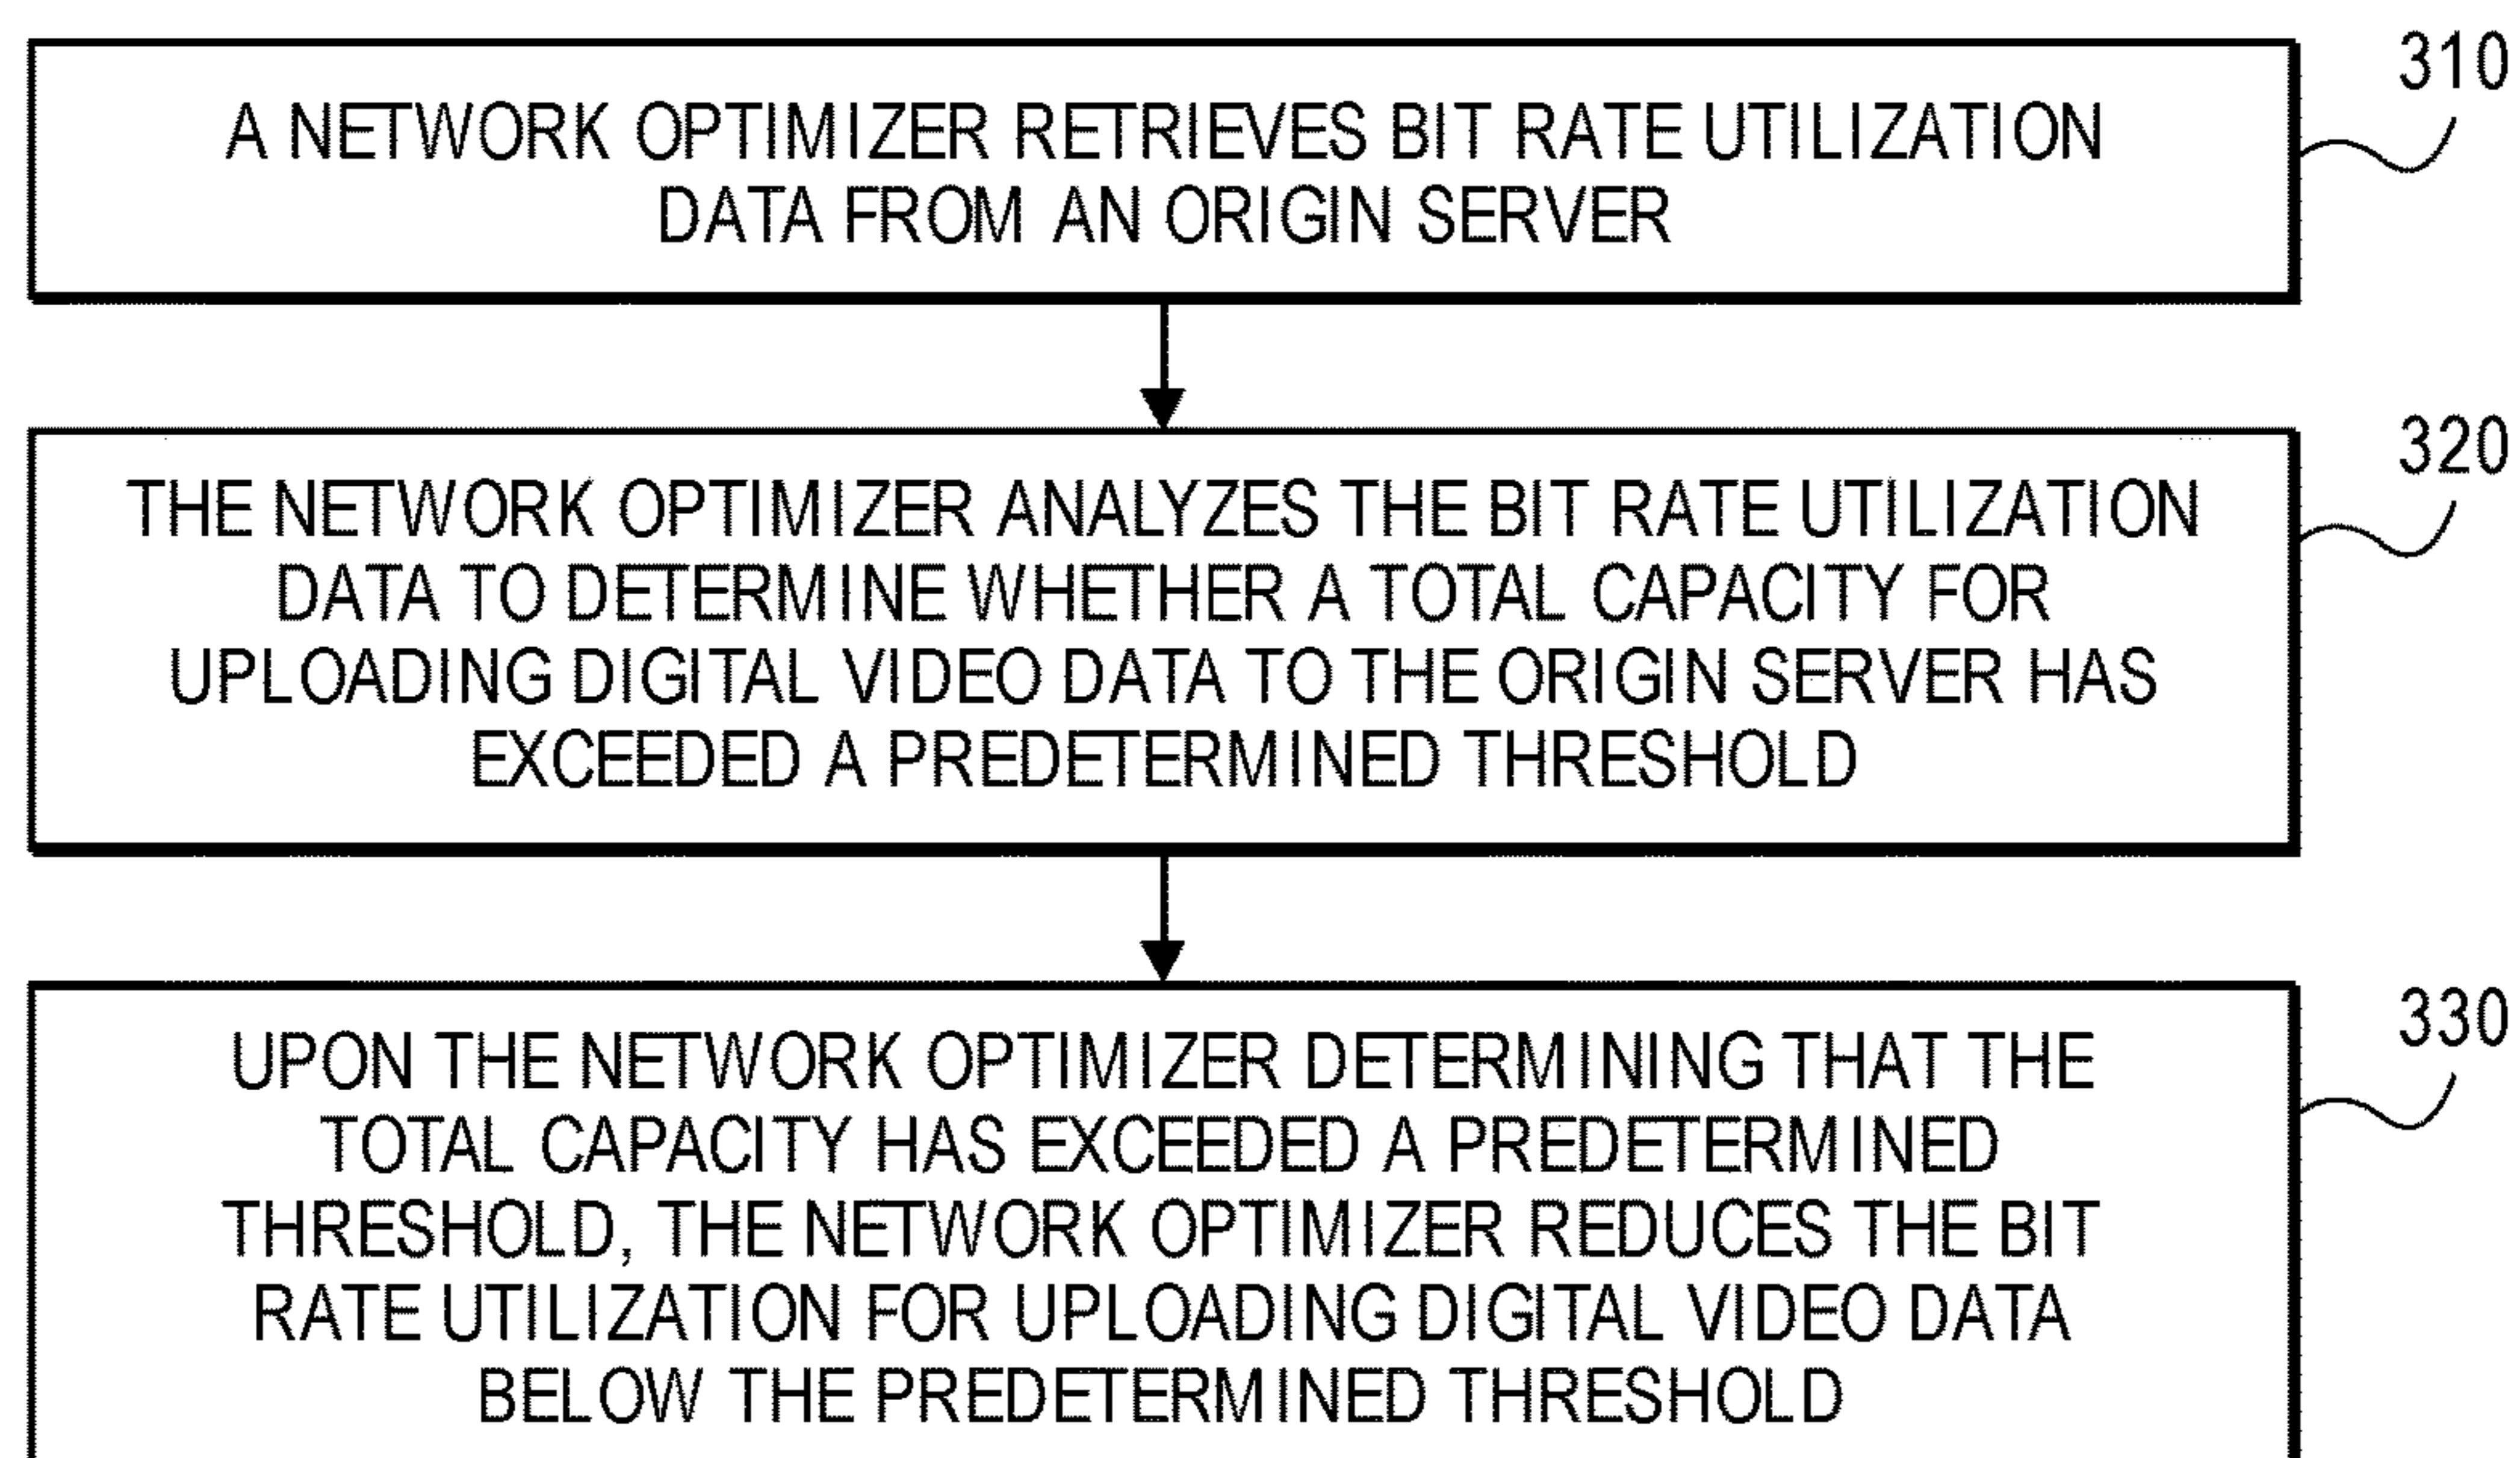 310
A NETWORK OPTIMIZER RETRIEVES BIT RATE UTILIZATION
DATA FROM AN ORIGIN SERVER
320
THE NETWORK OPTIMIZER ANALYZES THE BIT RATE UTILIZATION
DATA TO DETERMINE WHETHER A TOTAL CAPACITY FOR
UPLOADING DIGITAL VIDEO DATA TO THE ORIGIN SERVER HAS
EXCEEDED A PREDETERMINED THRESHOLD
330
UPON THE NETWORK OPTIMIZER DETERMINING THAT THE
TOTAL CAPACITY HAS EXCEEDED A PREDETERMINED
THRESHOLD, THE NETWORK OPTIMIZER REDUCES THE BIT
RATE UTILIZATION FOR UPLOADING DIGITAL VIDEO DATA
BELOW THE PREDETERMINED THRESHOLD